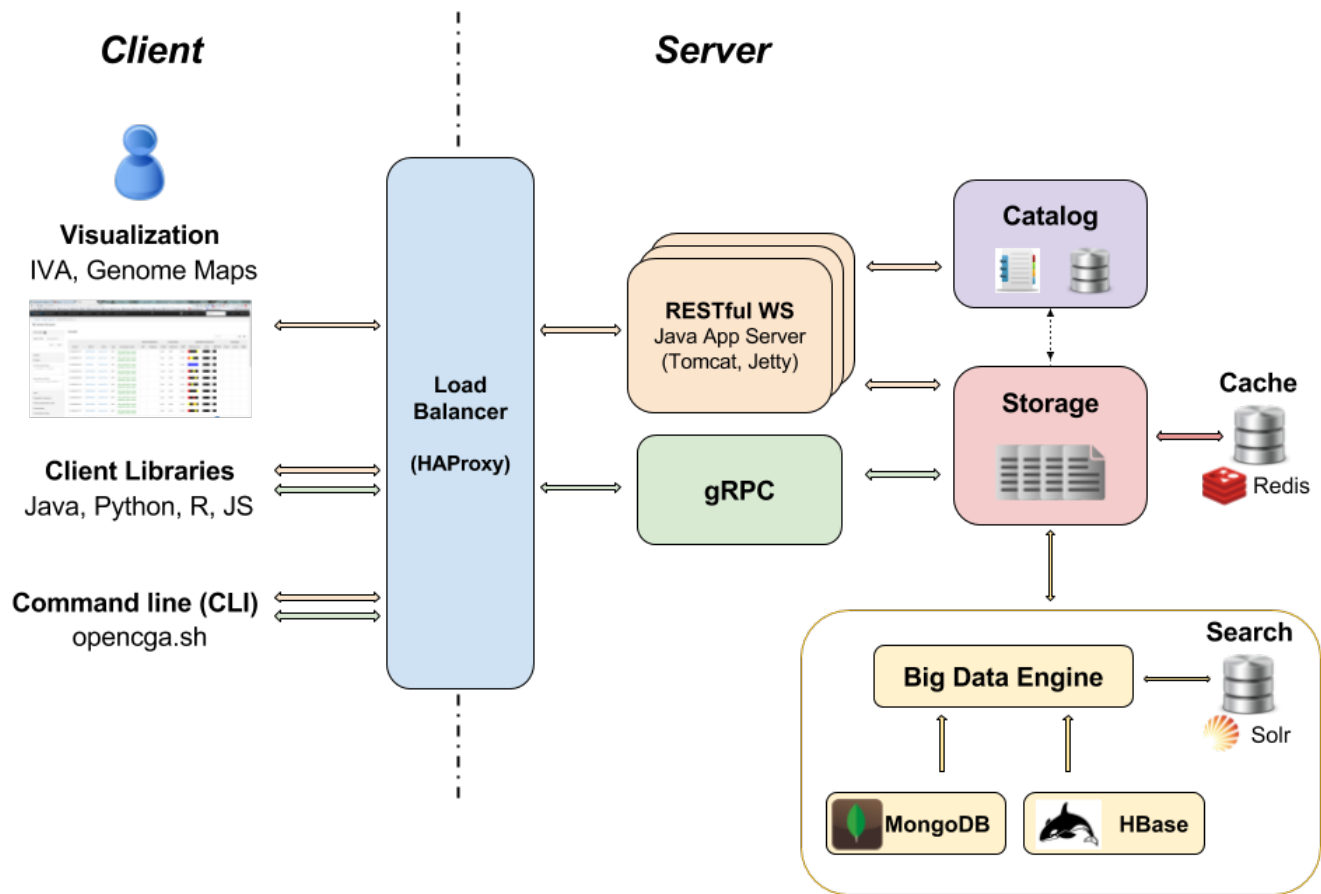 Client
Server
Visualization
IVA, Genome Maps
Client Libraries
Java, Python, R, JS
Command line (CLI)
opencga.sh
Load
Balancer
(HAProxy)
RESTful WS
Java App Server
(Tomcat, Jetty)
gRPC
Catalog
Storage
Cache
Redis
Big Data Engine
Search
Solr
MongoDB
HBase